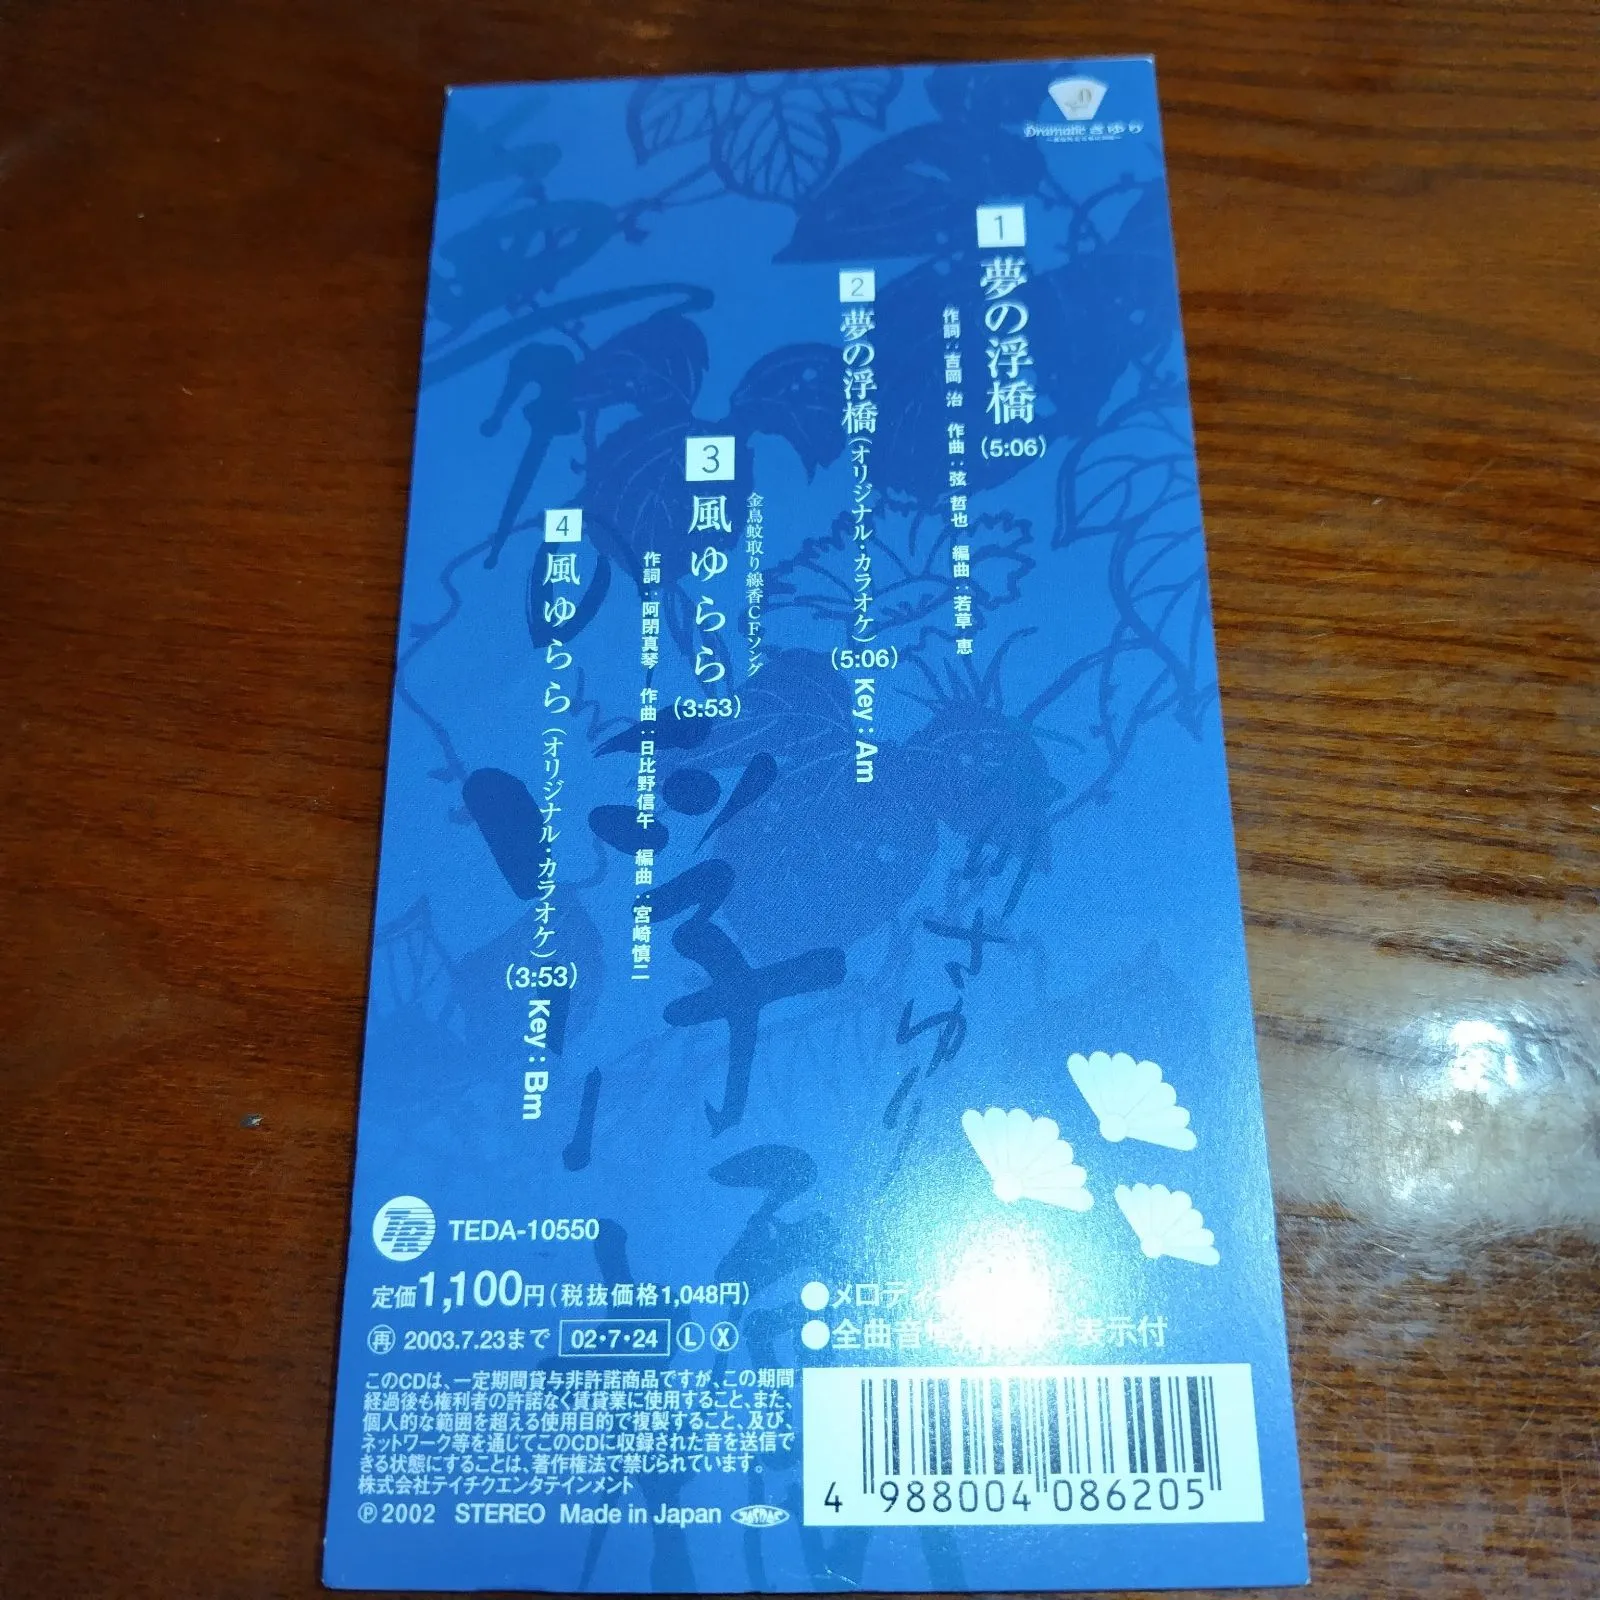 Dramatic さゆり
1
夢の浮橋
(5:06)
作詞：吉岡 治 作曲：弦 哲也 編曲：若草 恵
2
夢の浮橋(オリジナル・カラオケ)
(5:06)
Key：Am
金鳥蚊取り線香CFソング
3
風ゆらら
(3:53)
作詞：阿閉真琴 作曲：日比野信午 編曲：宮崎慎二
4
風ゆらら(オリジナル・カラオケ)
(3:53)
Key：Bm
TEDA-10550
定価1,100円(税抜価格1,048円)
再 2003.7.23まで 02・7・24 L X
●メロディ
●全曲音 表示付
このCDは、一定期間貸与非許諾商品ですが、この期間
経過後も権利者の許諾なく賃貸業に使用すること、また、
個人的な範囲を超える使用目的で複製すること、及び、
ネットワーク等を通じてこのCDに収録された音を送信で
きる状態にすることは、著作権法で禁じられています。
株式会社テイチクエンタテインメント
Ⓟ2002 STEREO Made in Japan
4 988004 086205